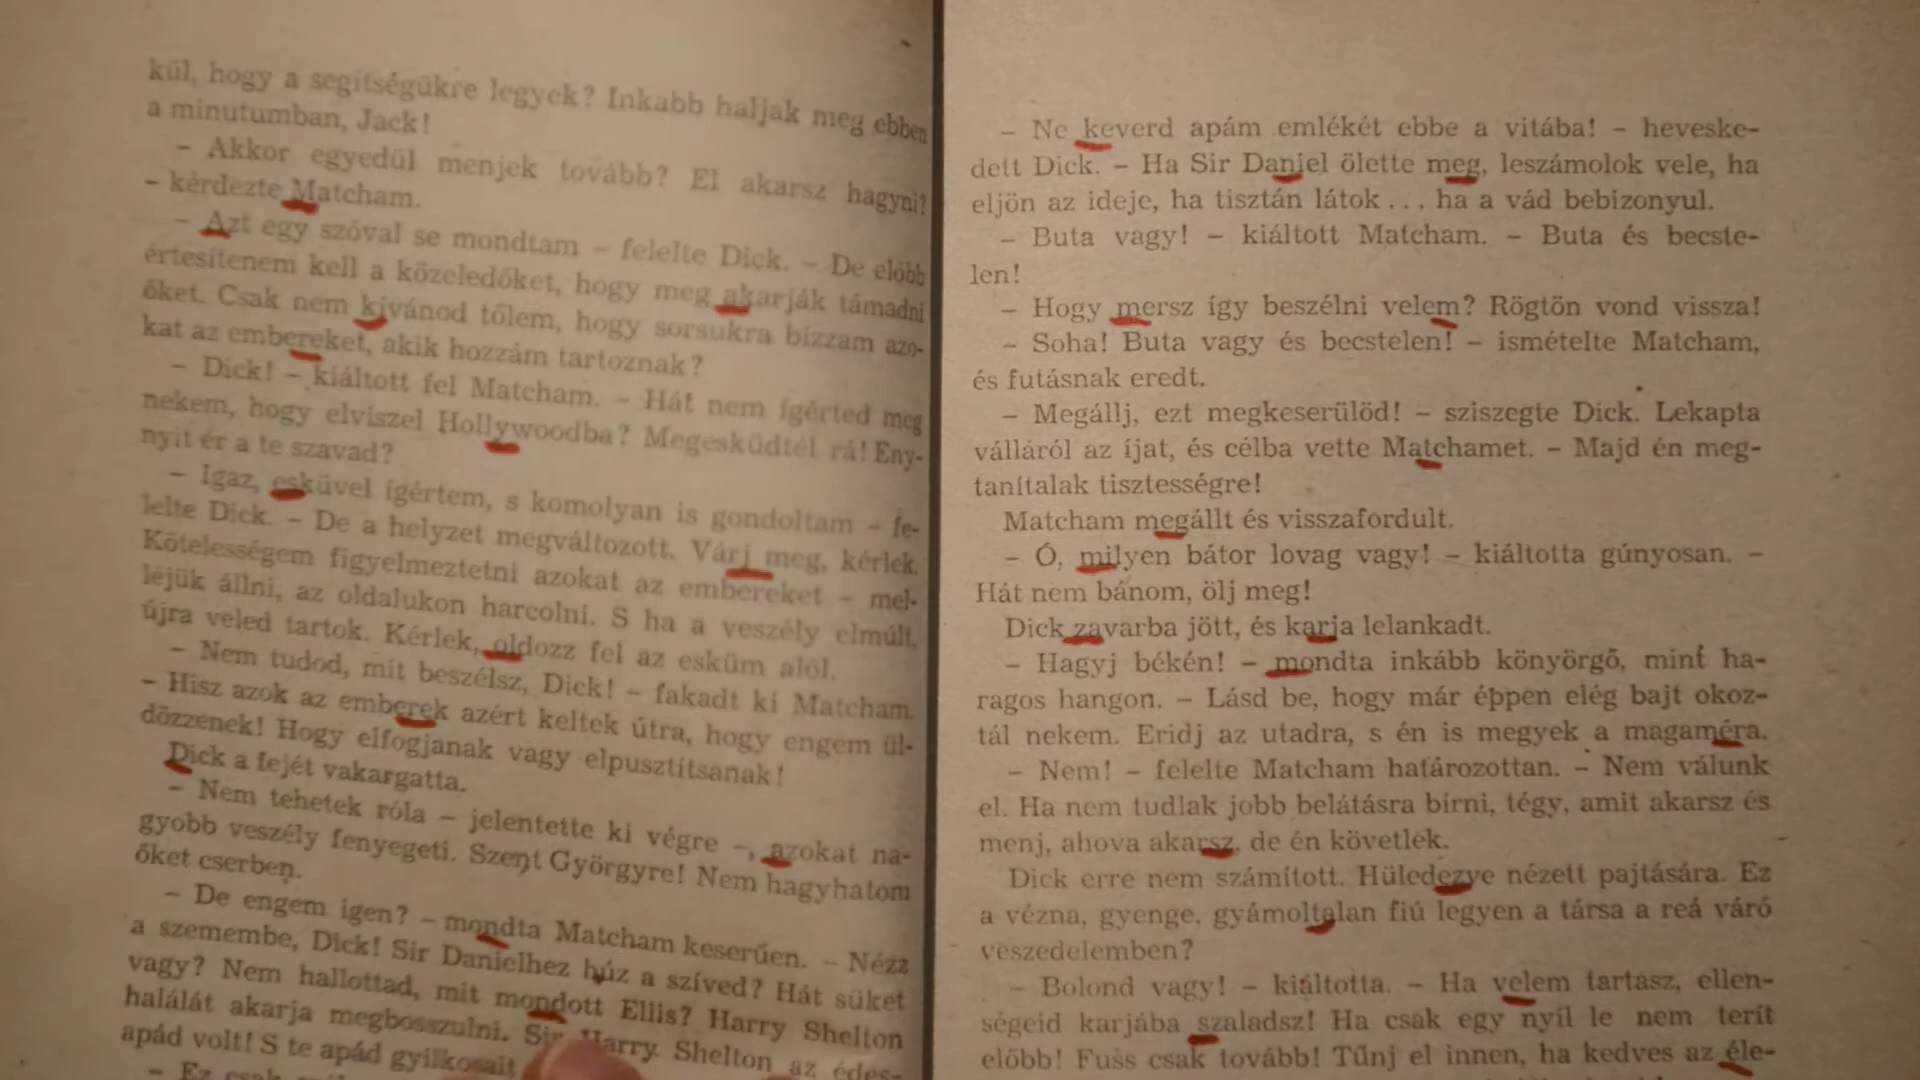 kül, hogy a segítségükre legyek? Inkább haljak meg ebben
a minutumban, Jack!
– Akkor egyedül menjek tovább? El akarsz hagyni?
– kérdezte Matcham.
– Azt egy szóval se mondtam – felelte Dick. – De előbb
értesítenem kell a közeledőket, hogy meg akarják támadni
őket. Csak nem kívánod tőlem, hogy sorsukra bízzam azo-
kat az embereket, akik hozzám tartoznak?
– Dick! – kiáltott fel Matcham. – Hát nem ígérted meg
nekem, hogy elviszel Hollywoodba? Megesküdtél rá! Eny-
nyit ér a te szavad?
– Igaz, esküvel ígértem, s komolyan is gondoltam – fe-
lelte Dick. – De a helyzet megváltozott. Várj meg, kérlek.
Kötelességem figyelmeztetni azokat az embereket – mel-
léjük állni, az oldalukon harcolni. S ha a veszély elmúlt,
újra veled tartok. Kérlek, oldozz fel az esküm alól.
– Nem tudod, mit beszélsz, Dick! – fakadt ki Matcham.
– Hisz azok az emberek azért keltek útra, hogy engem ül-
dözzenek! Hogy elfogjanak vagy elpusztítsanak!
Dick a fejét vakargatta.
– Nem tehetek róla – jelentette ki végre –, azokat na-
gyobb veszély fenyegeti. Szent Györgyre! Nem hagyhatom
őket cserben.
– De engem igen? – mondta Matcham keserűen. – Nézz
a szemembe, Dick! Sir Danielhez húz a szíved? Hát süket
vagy? Nem hallottad, mit mondott Ellis? Harry Shelton
halálát akarja megbosszulni. Sir Harry Shelton az édes-
apád volt! S te apád gyilkosait
– Ez csak
– Ne keverd apám emlékét ebbe a vitába! – heveske-
dett Dick. – Ha Sir Daniel ölette meg, leszámolok vele, ha
eljön az ideje, ha tisztán látok . . . ha a vád bebizonyul.
– Buta vagy! – kiáltott Matcham. – Buta és becste-
len!
– Hogy mersz így beszélni velem? Rögtön vond vissza!
– Soha! Buta vagy és becstelen! – ismételte Matcham,
és futásnak eredt.
– Megállj, ezt megkeserülöd! – sziszegte Dick. Lekapta
válláról az íjat, és célba vette Matchamet. – Majd én meg-
tanítalak tisztességre!
Matcham megállt és visszafordult.
– Ó, milyen bátor lovag vagy! – kiáltotta gúnyosan. –
Hát nem bánom, ölj meg!
Dick zavarba jött, és karja lelankadt.
– Hagyj békén! – mondta inkább könyörgő, mint ha-
ragos hangon. – Lásd be, hogy már éppen elég bajt okoz-
tál nekem. Eridj az utadra, s én is megyek a magaméra.
– Nem! – felelte Matcham határozottan. – Nem válunk
el. Ha nem tudlak jobb belátásra bírni, tégy, amit akarsz és
menj, ahova akarsz, de én követlek.
Dick erre nem számított. Hüledezve nézett pajtására. Ez
a vézna, gyenge, gyámoltalan fiú legyen a társa a reá váró
veszedelemben?
– Bolond vagy! – kiáltotta. – Ha velem tartasz, ellen-
ségeid karjába szaladsz! Ha csak egy nyíl le nem terít
előbb! Fuss csak tovább! Tűnj el innen, ha kedves az éle-